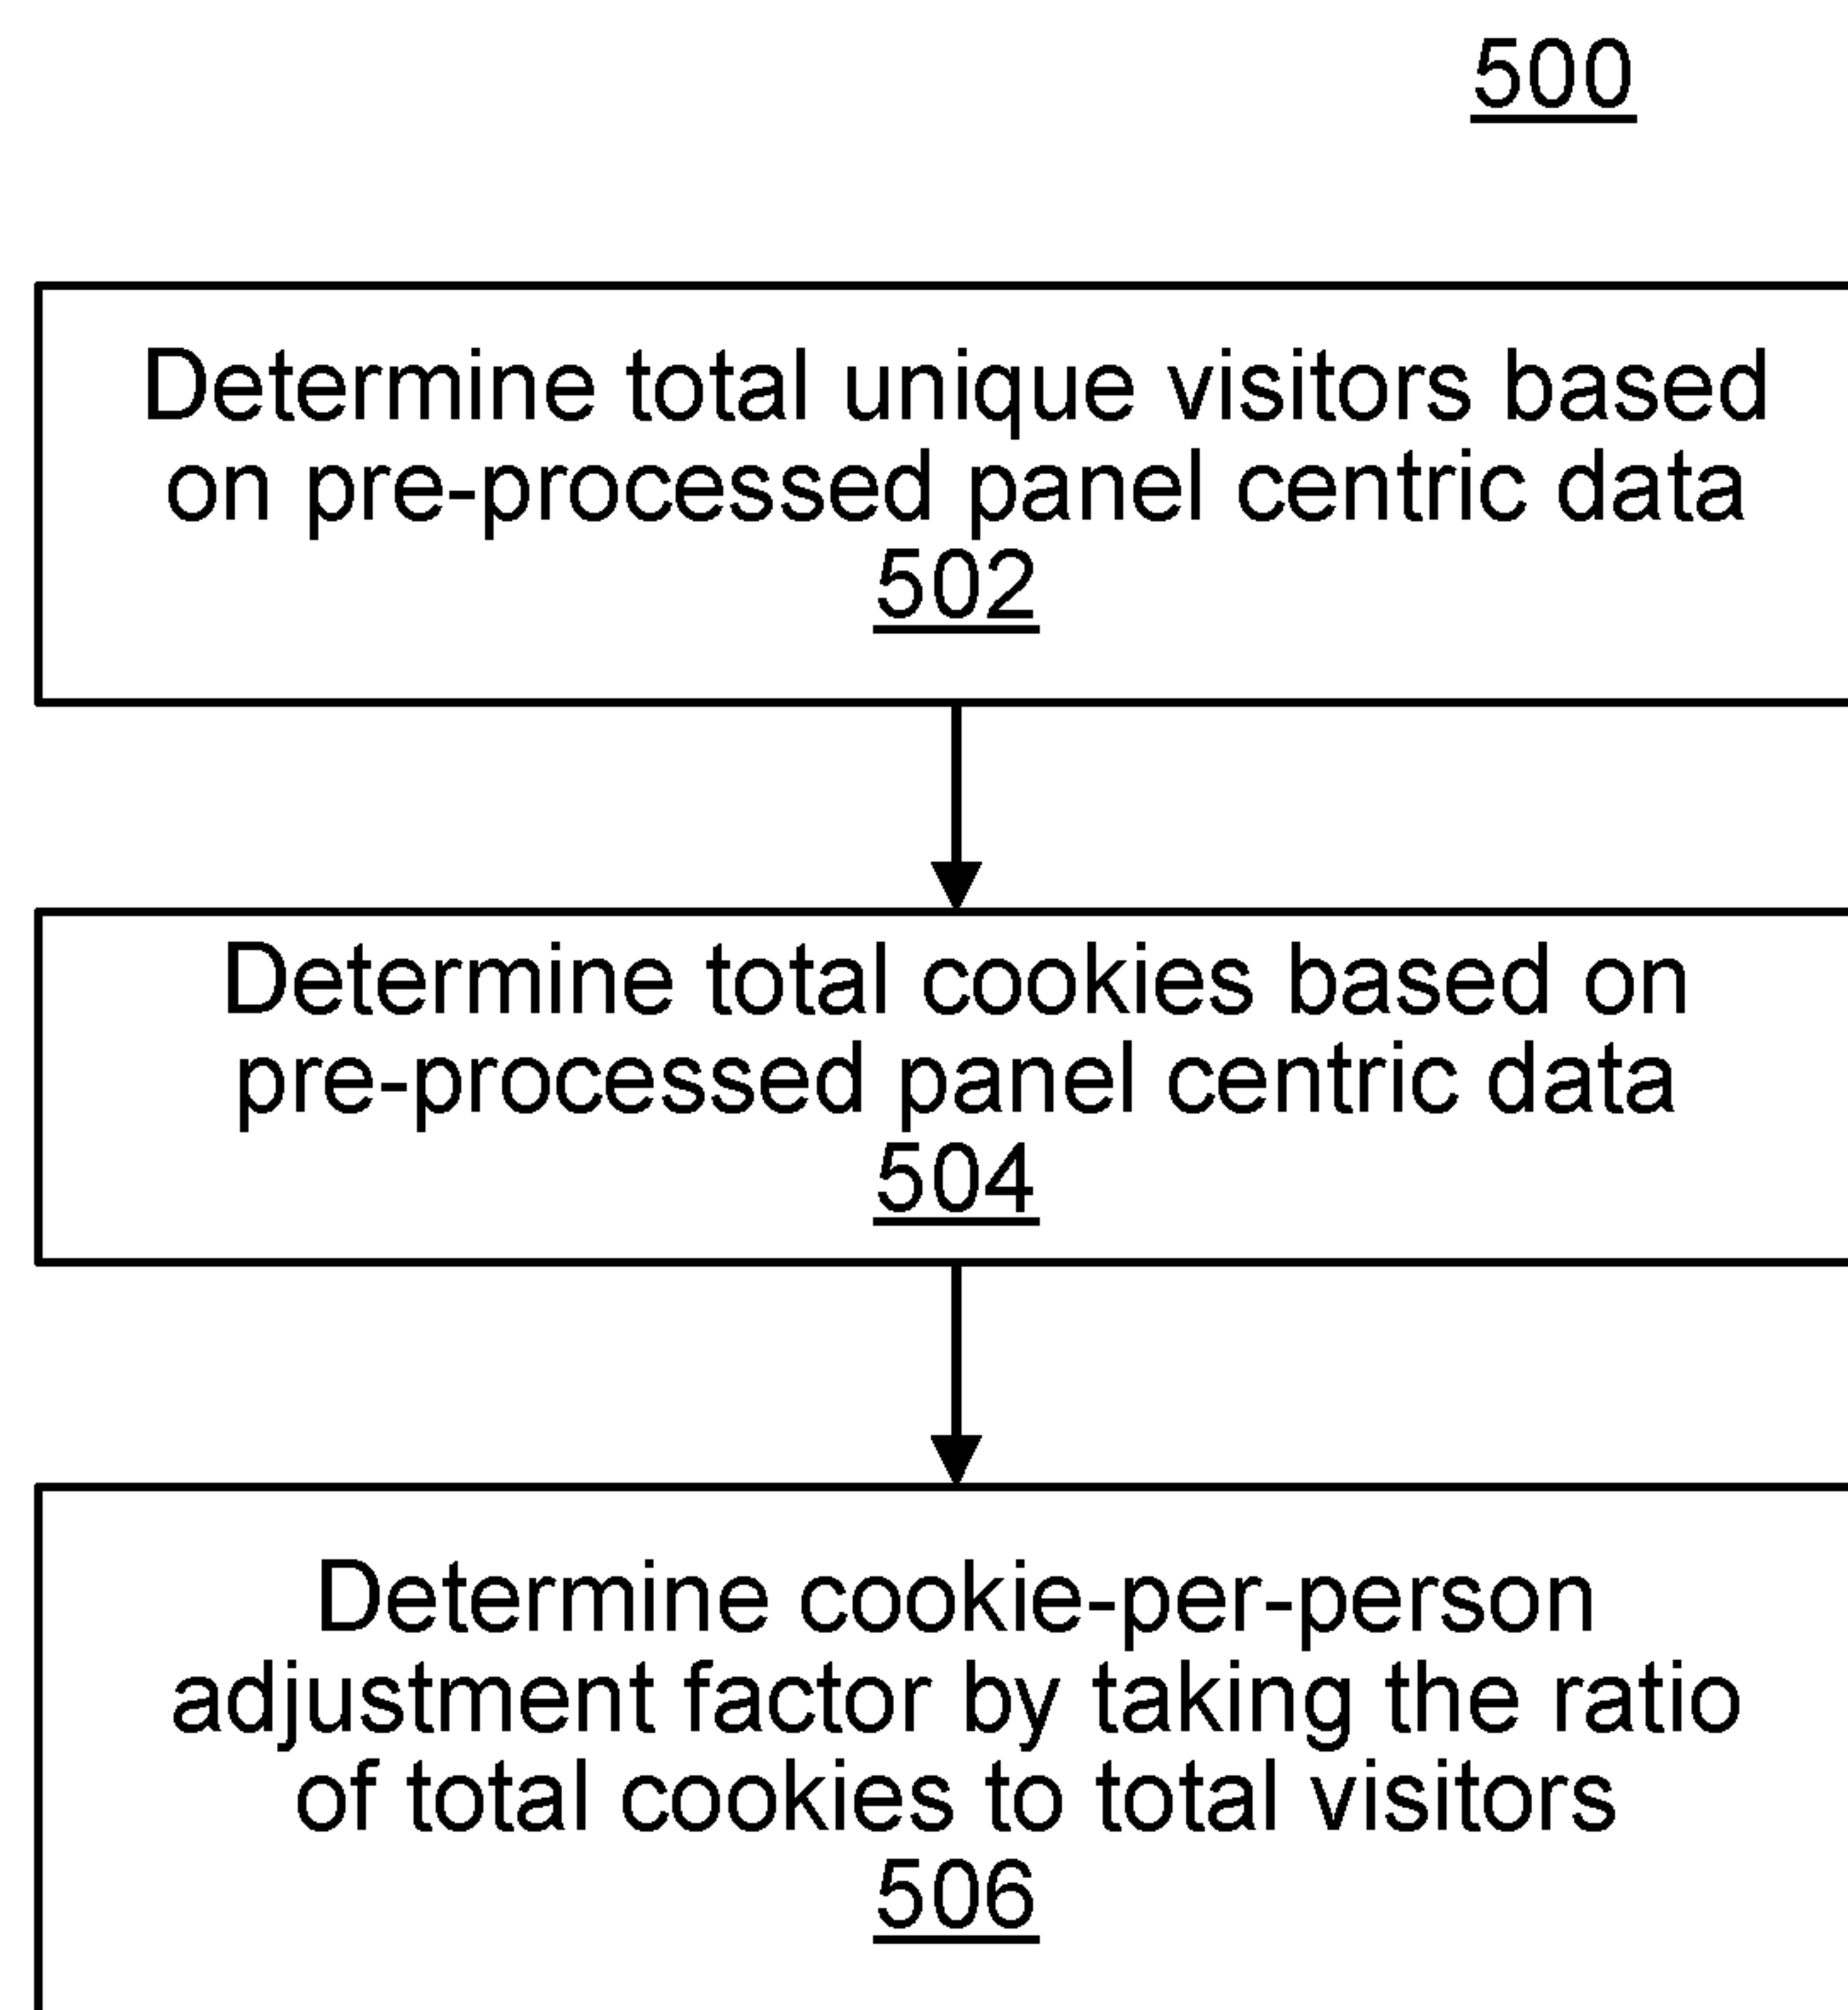 500
Determine total unique visitors based
on pre-processed panel centric data
502
Determine total cookies based on
pre-processed panel centric data
504
Determine cookie-per-person
adjustment factor by taking the ratio
of total cookies to total visitors
506